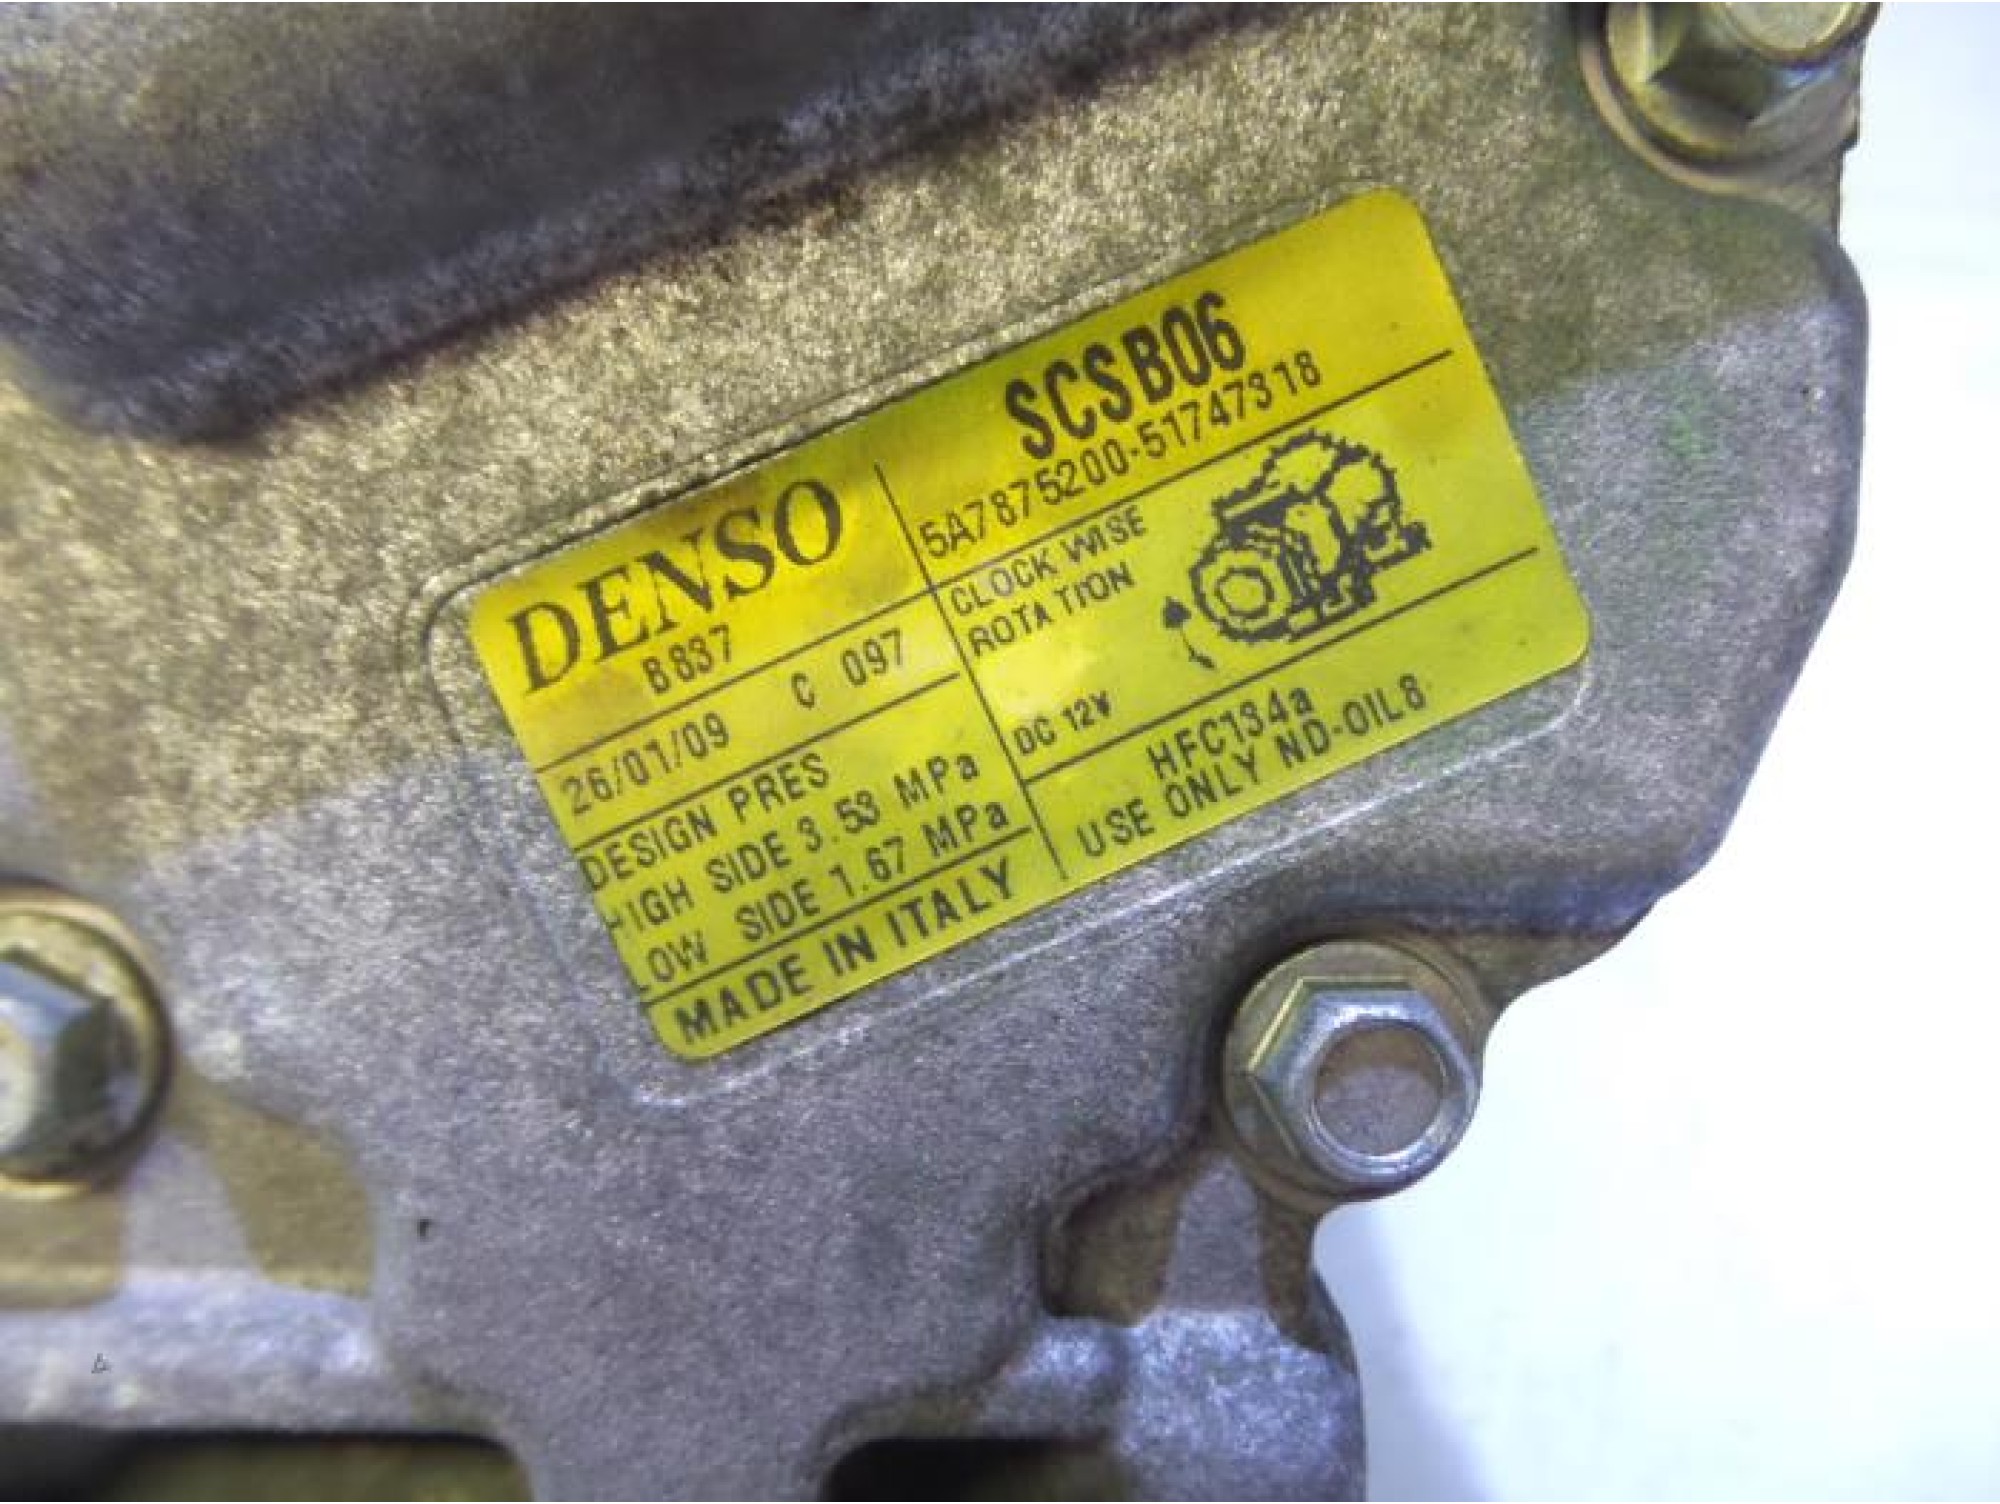 DENSO
B837
SCSB06
5A7875200-51747318
26/01/09 C 097
CLOCK WISE
ROTATION
DC 12V
DESIGN PRES
HIGH SIDE 3.53 MPa
LOW SIDE 1.67 MPa
MADE IN ITALY
HFC134a
USE ONLY ND-OIL8